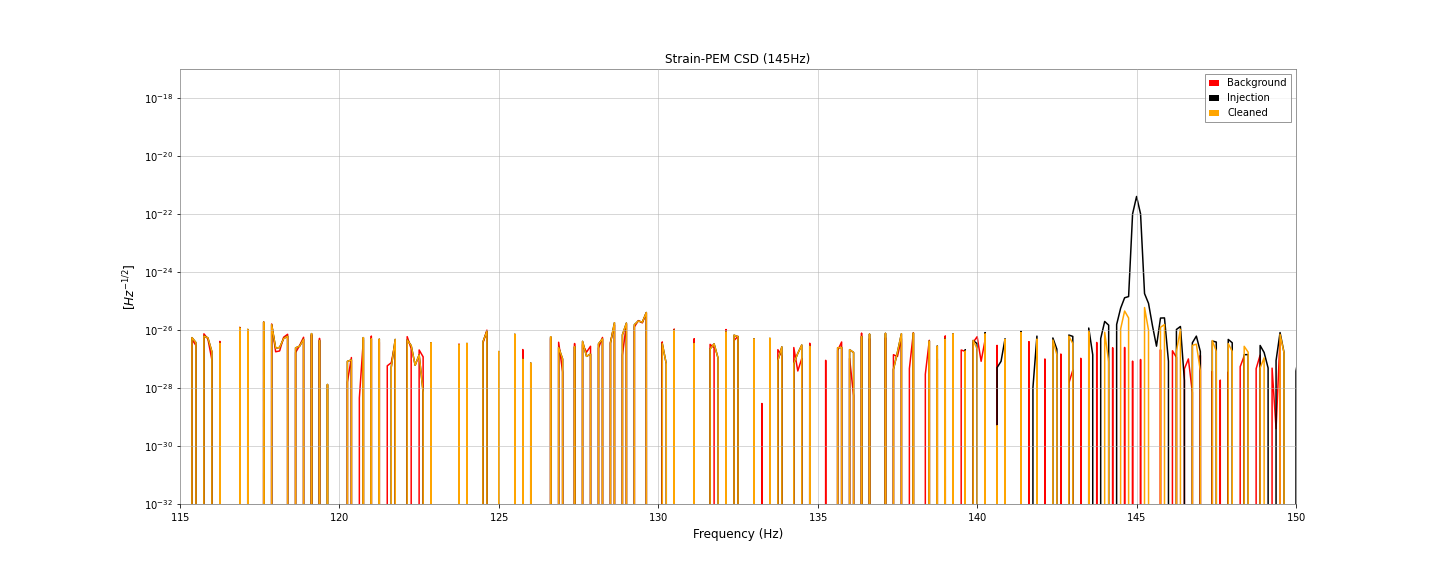 Strain-PEM CSD (145Hz)
Background
Injection
Cleaned
10⁻¹⁸
10⁻²⁰
10⁻²²
10⁻²⁴
10⁻²⁶
10⁻²⁸
10⁻³⁰
10⁻³²
[Hz⁻¹ᐟ²]
115 120 125 130 135 140 145 150
Frequency (Hz)